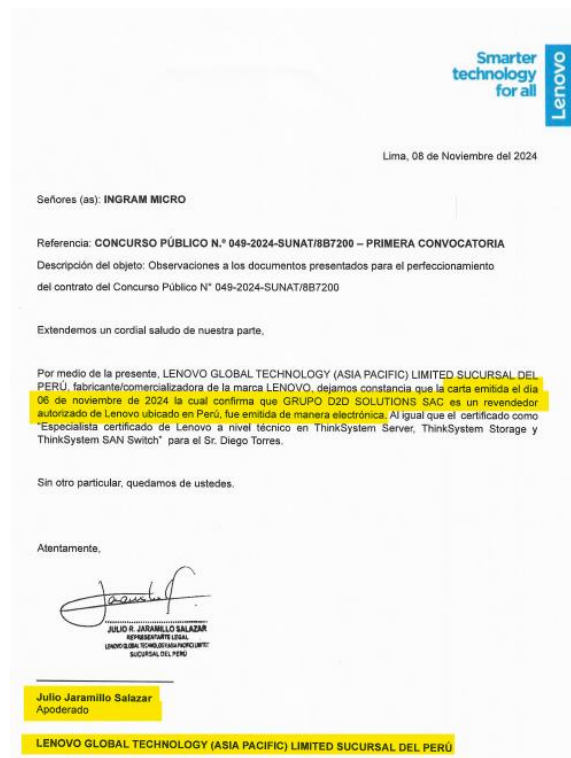 Smarter
technology
for all
Lenovo
Lima, 08 de Noviembre del 2024
Señores (as): INGRAM MICRO
Referencia: CONCURSO PÚBLICO N.º 049-2024-SUNAT/8B7200 – PRIMERA CONVOCATORIA
Descripción del objeto: Observaciones a los documentos presentados para el perfeccionamiento
del contrato del Concurso Público N° 049-2024-SUNAT/8B7200
Extendemos un cordial saludo de nuestra parte,
Por medio de la presente, LENOVO GLOBAL TECHNOLOGY (ASIA PACIFIC) LIMITED SUCURSAL DEL
PERÚ, fabricante/comercializadora de la marca LENOVO, dejamos constancia que la carta emitida el día
06 de noviembre de 2024 la cual confirma que GRUPO D2D SOLUTIONS SAC es un revendedor
autorizado de Lenovo ubicado en Perú, fue emitida de manera electrónica. Al igual que el certificado como
"Especialista certificado de Lenovo a nivel técnico en ThinkSystem Server, ThinkSystem Storage y
ThinkSystem SAN Switch" para el Sr. Diego Torres.
Sin otro particular, quedamos de ustedes.
Atentamente,
JULIO R. JARAMILLO SALAZAR
REPRESENTANTE LEGAL
LENOVO GLOBAL TECHNOLOGY (ASIA PACIFIC) LIMITED
SUCURSAL DEL PERÚ
Julio Jaramillo Salazar
Apoderado
LENOVO GLOBAL TECHNOLOGY (ASIA PACIFIC) LIMITED SUCURSAL DEL PERÚ